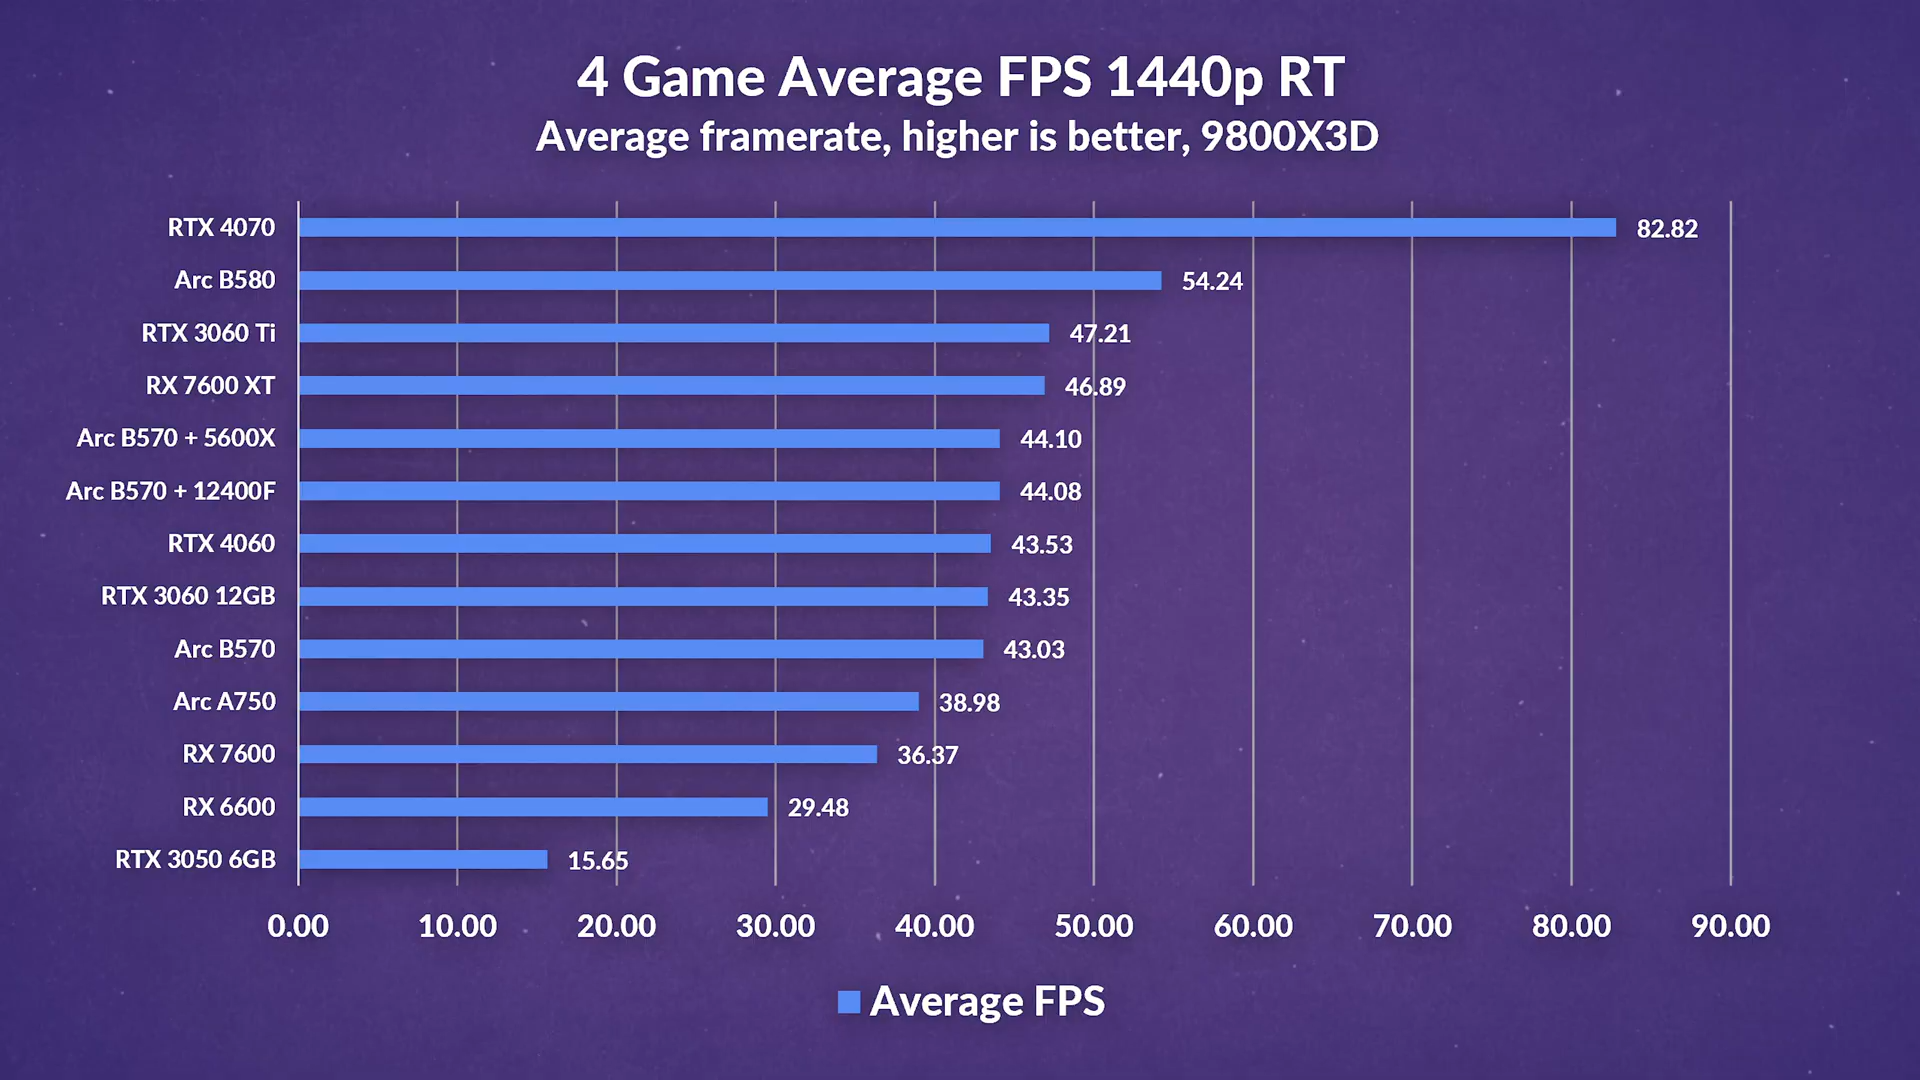 4 Game Average FPS 1440p RT
Average framerate, higher is better, 9800X3D
RTX 4070 82.82
Arc B580 54.24
RTX 3060 Ti 47.21
RX 7600 XT 46.89
Arc B570 + 5600X 44.10
Arc B570 + 12400F 44.08
RTX 4060 43.53
RTX 3060 12GB 43.35
Arc B570 43.03
Arc A750 38.98
RX 7600 36.37
RX 6600 29.48
RTX 3050 6GB 15.65
0.00 10.00 20.00 30.00 40.00 50.00 60.00 70.00 80.00 90.00
Average FPS